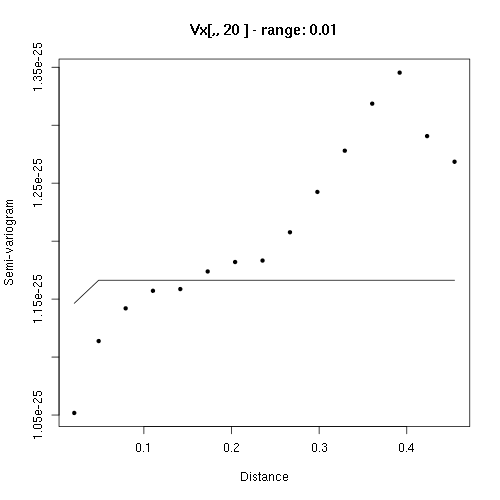 Vx[,, 20 ] - range: 0.01
Semi-variogram
1.35e-25
1.25e-25
1.15e-25
1.05e-25
0.1 0.2 0.3 0.4
Distance